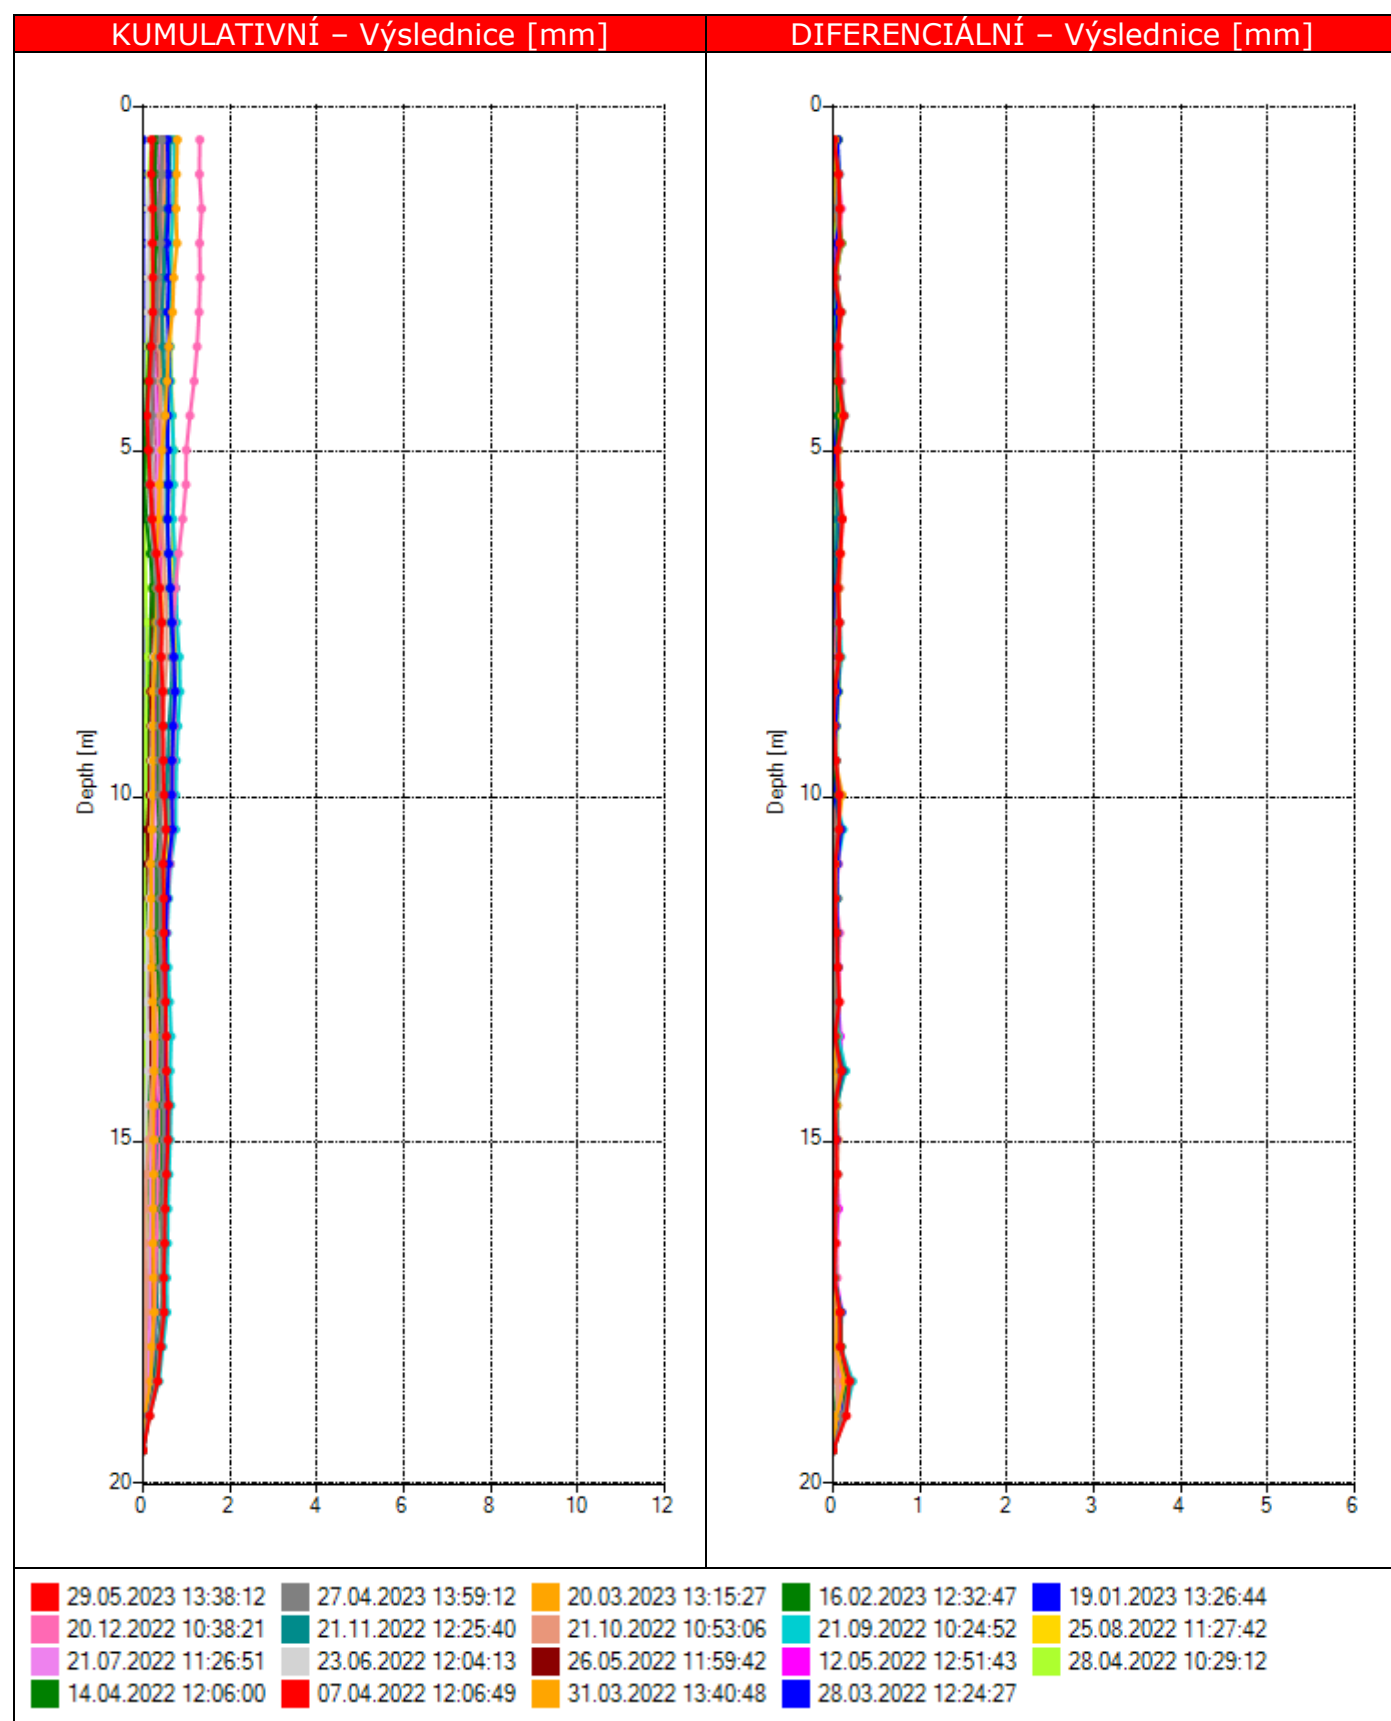 KUMULATIVNÍ – Výslednice [mm]
DIFERENCIÁLNÍ – Výslednice [mm]
0
5
10
15
20
Depth [m]
0 2 4 6 8 10 12
0
5
10
15
20
Depth [m]
0 1 2 3 4 5 6
29.05.2023 13:38:12 27.04.2023 13:59:12 20.03.2023 13:15:27 16.02.2023 12:32:47 19.01.2023 13:26:44
20.12.2022 10:38:21 21.11.2022 12:25:40 21.10.2022 10:53:06 21.09.2022 10:24:52 25.08.2022 11:27:42
21.07.2022 11:26:51 23.06.2022 12:04:13 26.05.2022 11:59:42 12.05.2022 12:51:43 28.04.2022 10:29:12
14.04.2022 12:06:00 07.04.2022 12:06:49 31.03.2022 13:40:48 28.03.2022 12:24:27